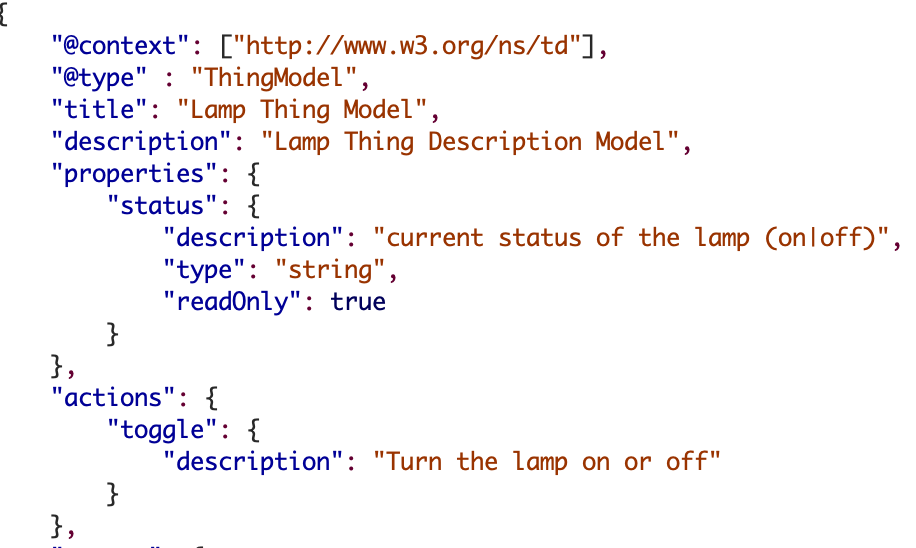 {
"@context": ["http://www.w3.org/ns/td"],
"@type" : "ThingModel",
"title": "Lamp Thing Model",
"description": "Lamp Thing Description Model",
"properties": {
"status": {
"description": "current status of the lamp (on|off)",
"type": "string",
"readOnly": true
}
},
"actions": {
"toggle": {
"description": "Turn the lamp on or off"
}
},